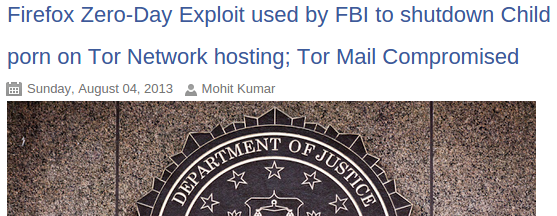 Firefox Zero-Day Exploit used by FBI to shutdown Child
porn on Tor Network hosting; Tor Mail Compromised
Sunday, August 04, 2013 Mohit Kumar
DEPARTMENT OF JUSTICE